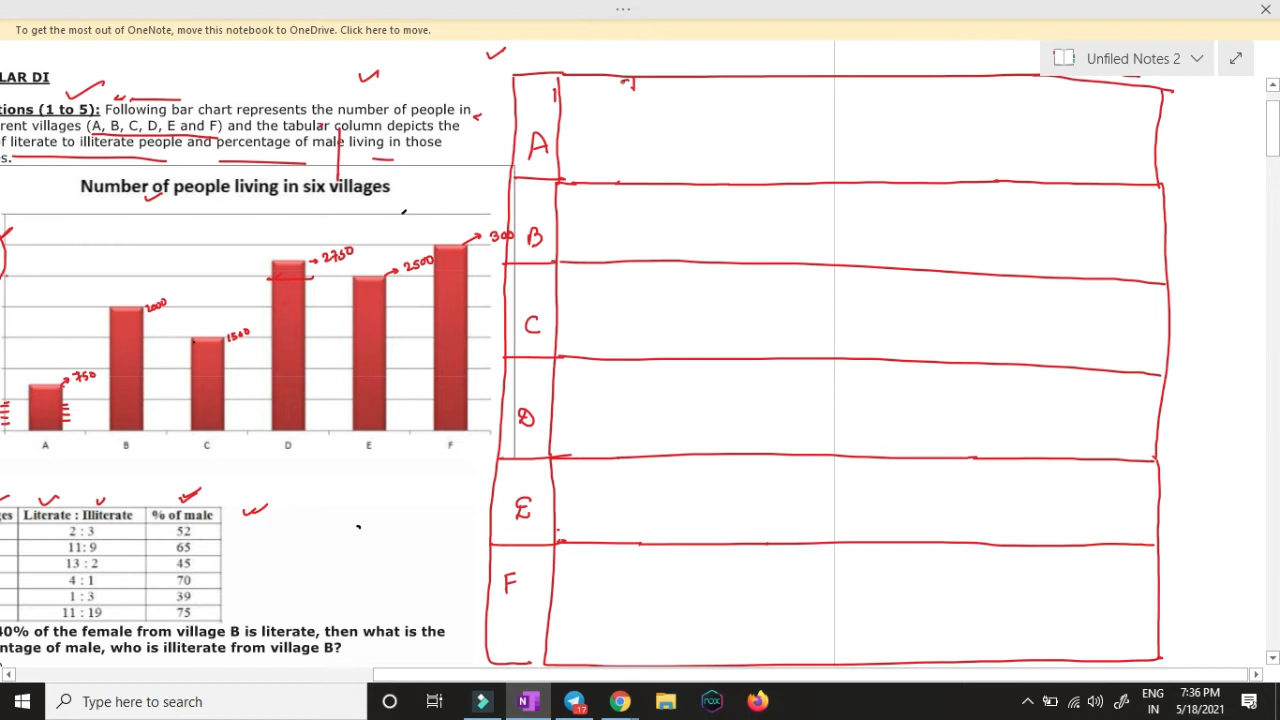 To get the most out of OneNote, move this notebook to OneDrive. Click here to move.
Unfiled Notes 2
LAR DI
tions (1 to 5): Following bar chart represents the number of people in
rent villages (A, B, C, D, E and F) and the tabular column depicts the
of literate to illiterate people and percentage of male living in those
s.
Number of people living in six villages
750
2000
1500
2750
2500
300
A B C D E F
A
B
C
D
E
F
ges Literate : Illiterate % of male
2 : 3 52
11: 9 65
13 : 2 45
4 : 1 70
1 : 3 39
11 : 19 75
40% of the female from village B is literate, then what is the
ntage of male, who is illiterate from village B?
Type here to search
17
ENG
IN
7:36 PM
5/18/2021